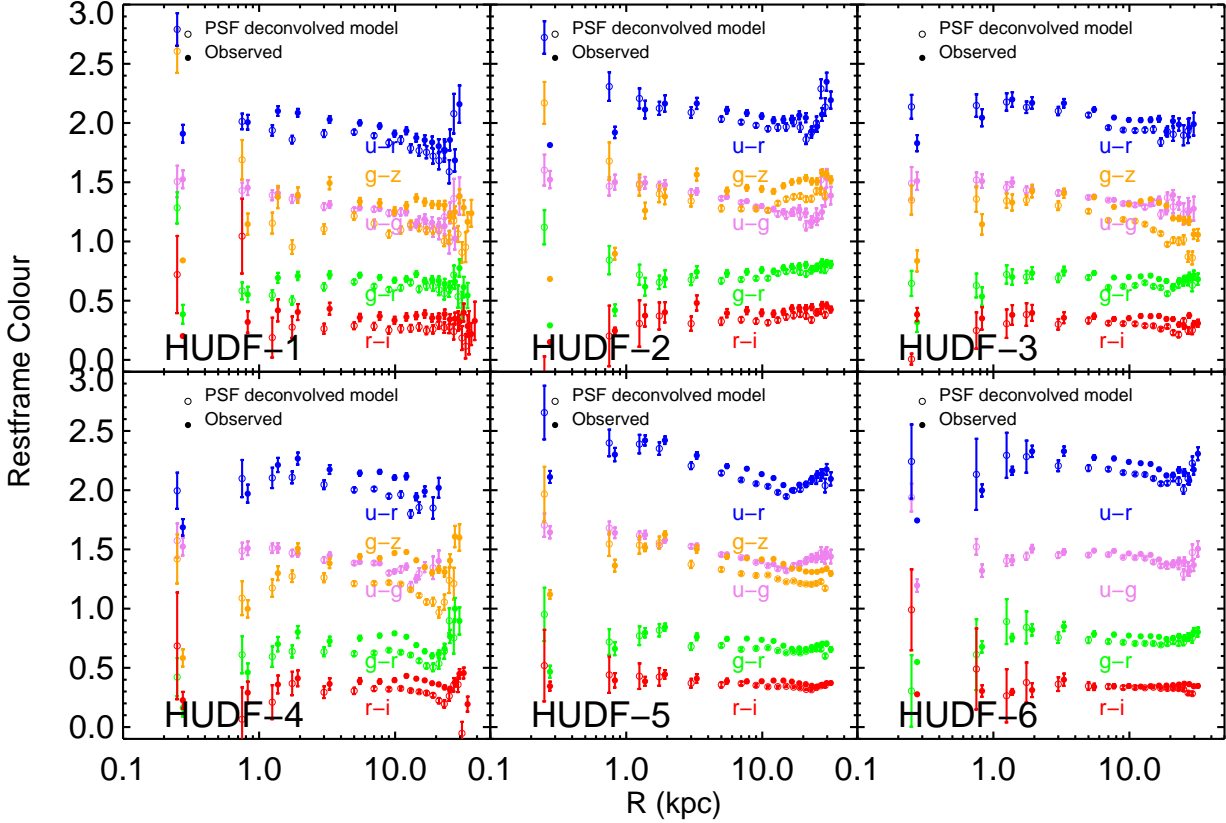 3.0
2.5
2.0
1.5
1.0
0.5
0.0
PSF deconvolved model
Observed
u−r
g−z
u−g
g−r
r−i
HUDF−1
PSF deconvolved model
Observed
u−r
g−z
u−g
g−r
r−i
HUDF−2
PSF deconvolved model
Observed
u−r
g−z
u−g
g−r
r−i
HUDF−3
3.0
2.5
2.0
1.5
1.0
0.5
0.0
PSF deconvolved model
Observed
u−r
g−z
u−g
g−r
r−i
HUDF−4
PSF deconvolved model
Observed
u−r
g−z
u−g
g−r
r−i
HUDF−5
PSF deconvolved model
Observed
u−r
u−g
g−r
r−i
HUDF−6
0.1 1.0 10.0 0.1 1.0 10.0 0.1 1.0 10.0
R (kpc)
Restframe Colour